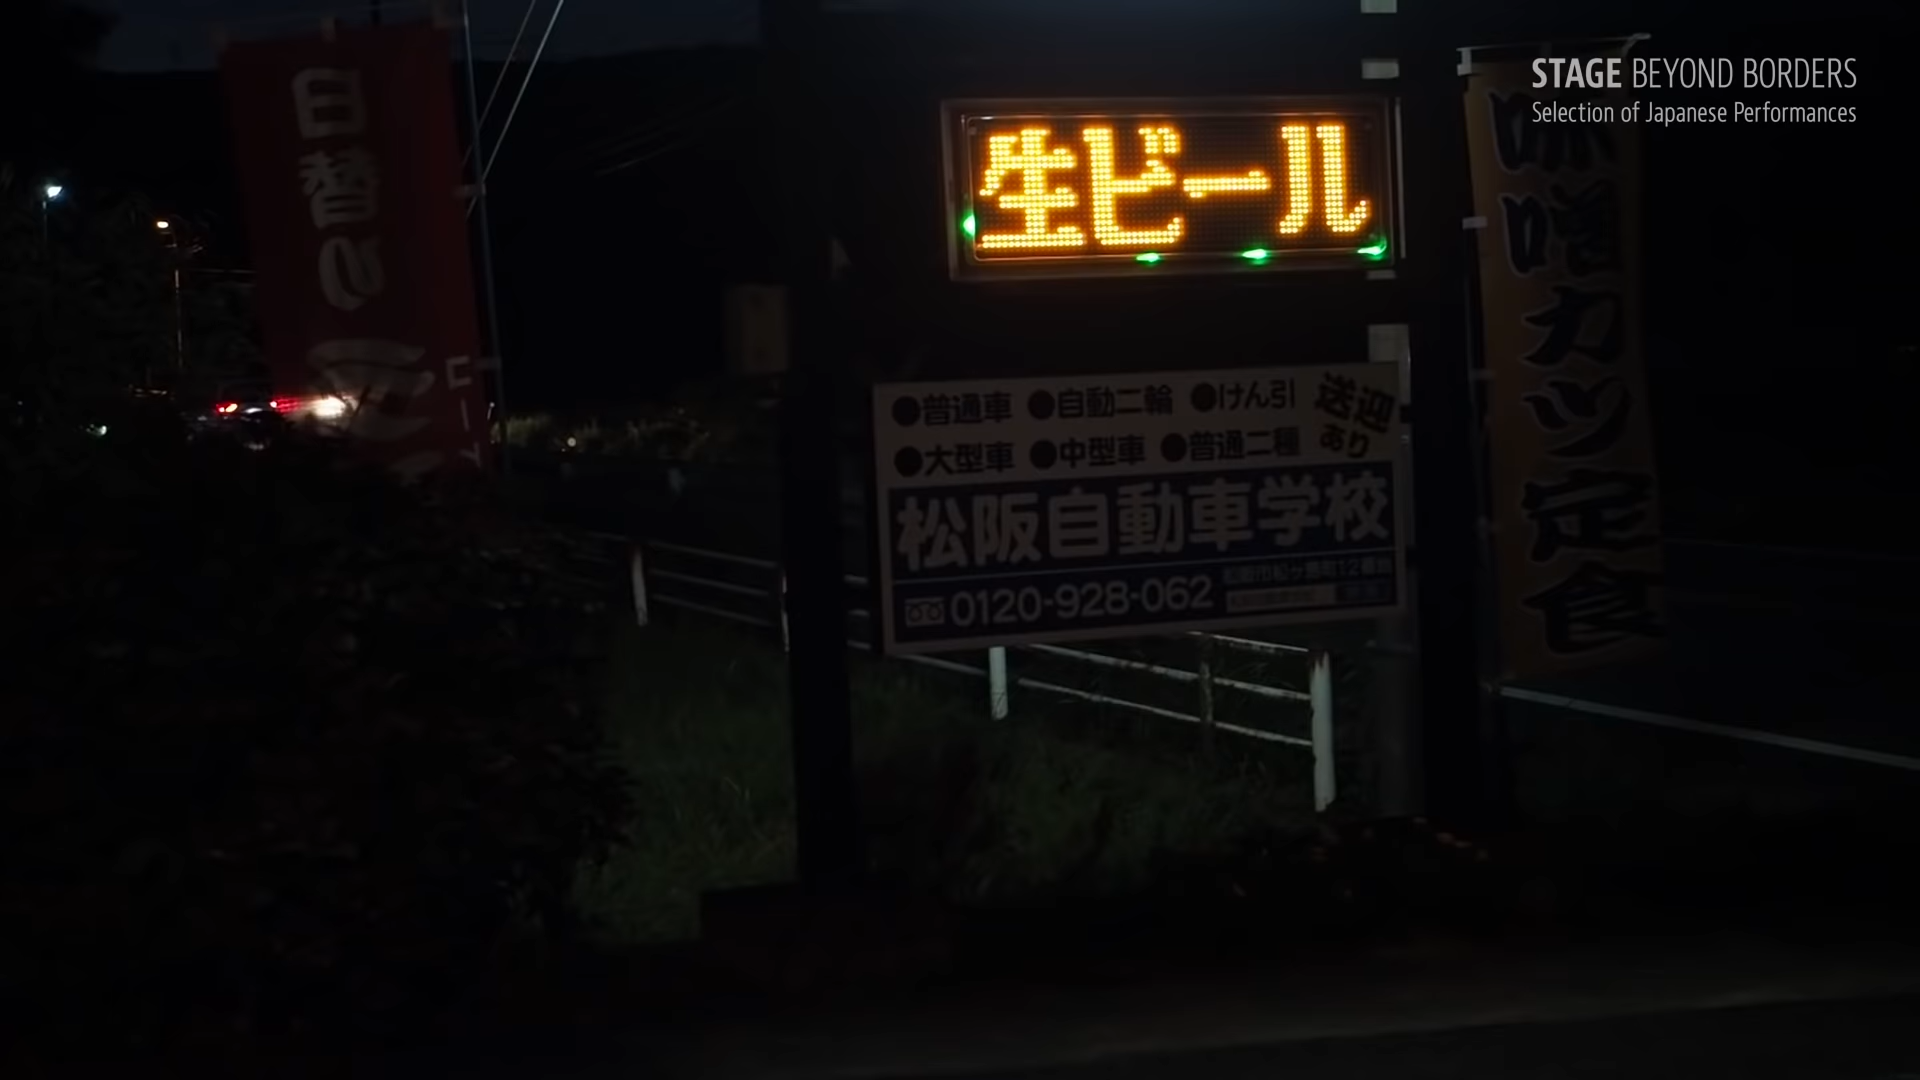 STAGE BEYOND BORDERS
Selection of Japanese Performances
日替り
生ビール
●普通車 ●自動二輪 ●けん引
●大型車 ●中型車 ●普通二種
送迎
あり
松阪自動車学校
0120-928-062
味噌カツ定食